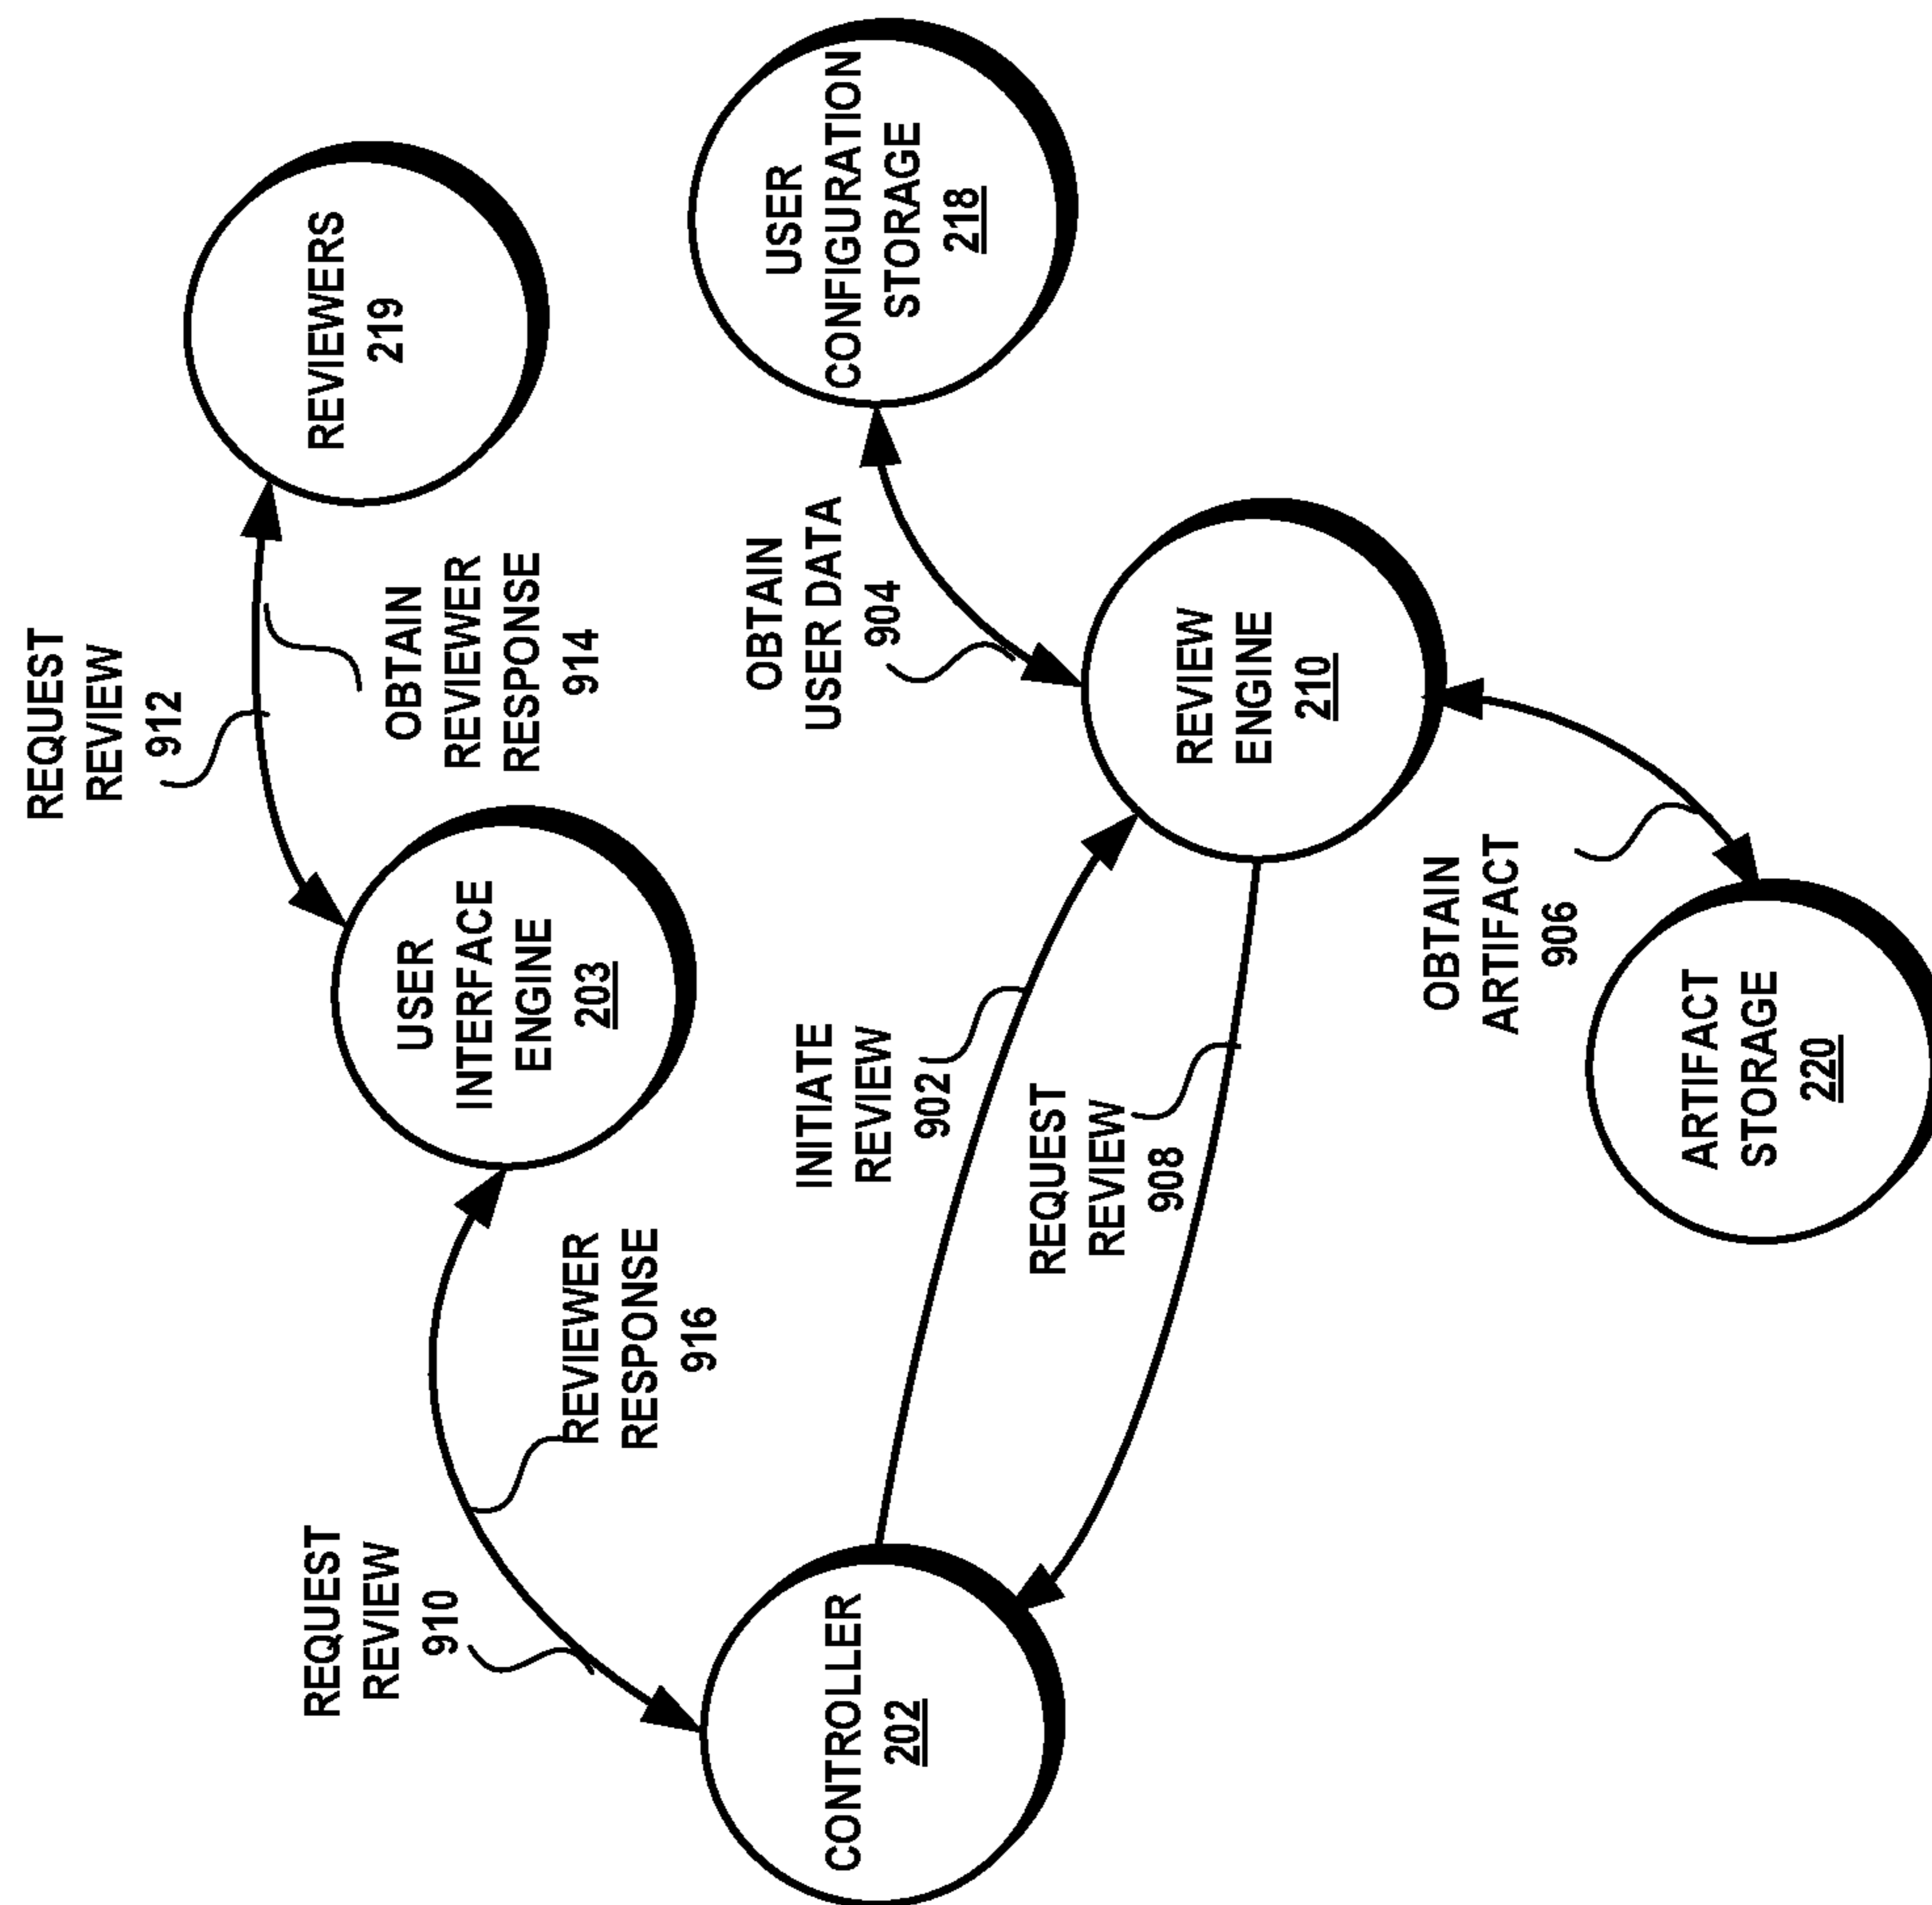 REQUEST
REVIEW
910
REVIEWER
RESPONSE
916
REQUEST
REVIEW
912
OBTAIN
REVIEWER
RESPONSE
914
REVIEWERS
219
USER
INTERFACE
ENGINE
203
CONTROLLER
202
INITIATE
REVIEW
902
REQUEST
REVIEW
908
OBTAIN
USER DATA
904
USER
CONFIGURATION
STORAGE
218
REVIEW
ENGINE
210
OBTAIN
ARTIFACT
906
ARTIFACT
STORAGE
220